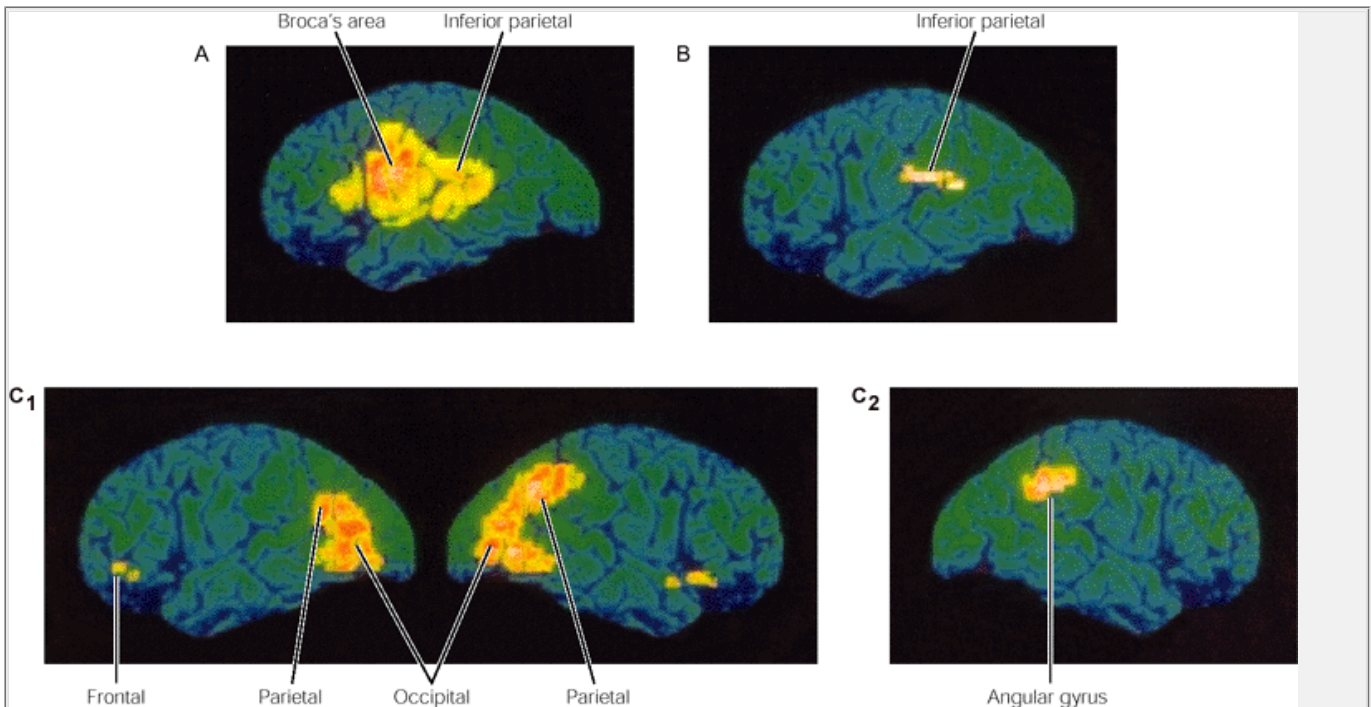 Broca's area Inferior parietal Inferior parietal
A B
C1 C2
Frontal Parietal Occipital Parietal Angular gyrus